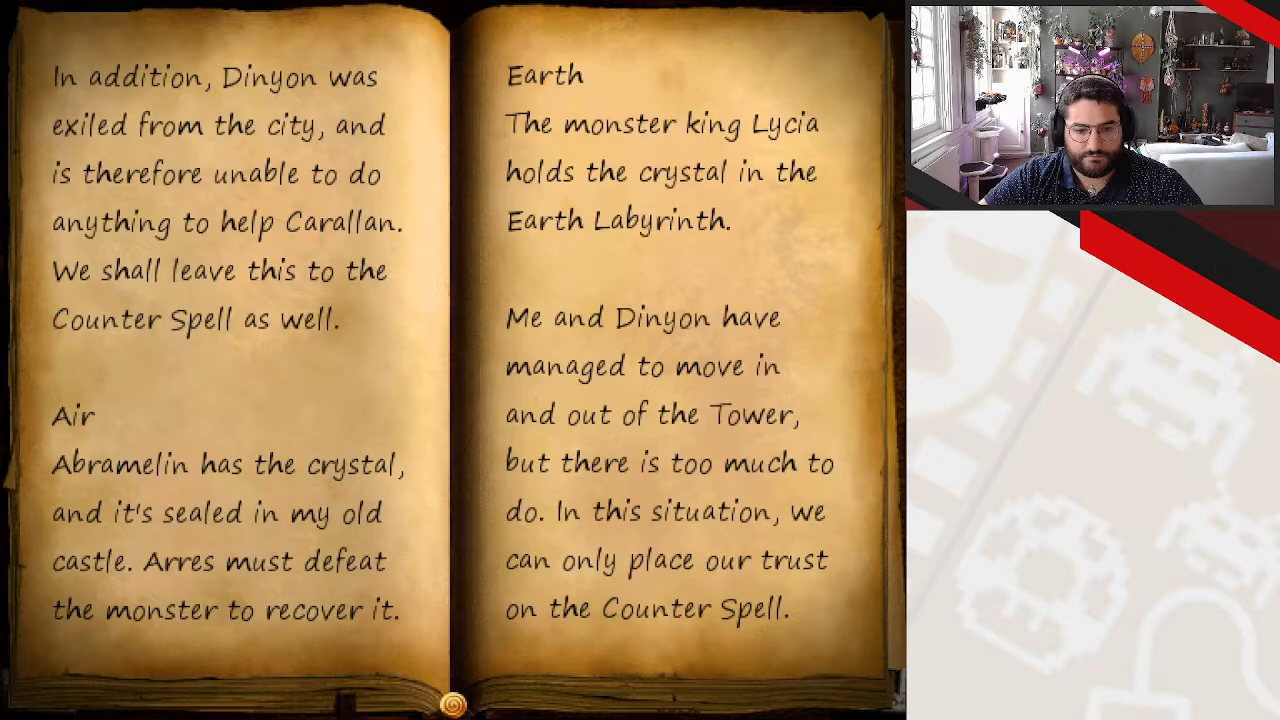 In addition, Dinyon was
exiled from the city, and
is therefore unable to do
anything to help Carallan.
We shall leave this to the
Counter Spell as well.
Air
Abramelin has the crystal,
and it's sealed in my old
castle. Arres must defeat
the monster to recover it.
Earth
The monster king Lycia
holds the crystal in the
Earth Labyrinth.
Me and Dinyon have
managed to move in
and out of the Tower,
but there is too much to
do. In this situation, we
can only place our trust
on the Counter Spell.